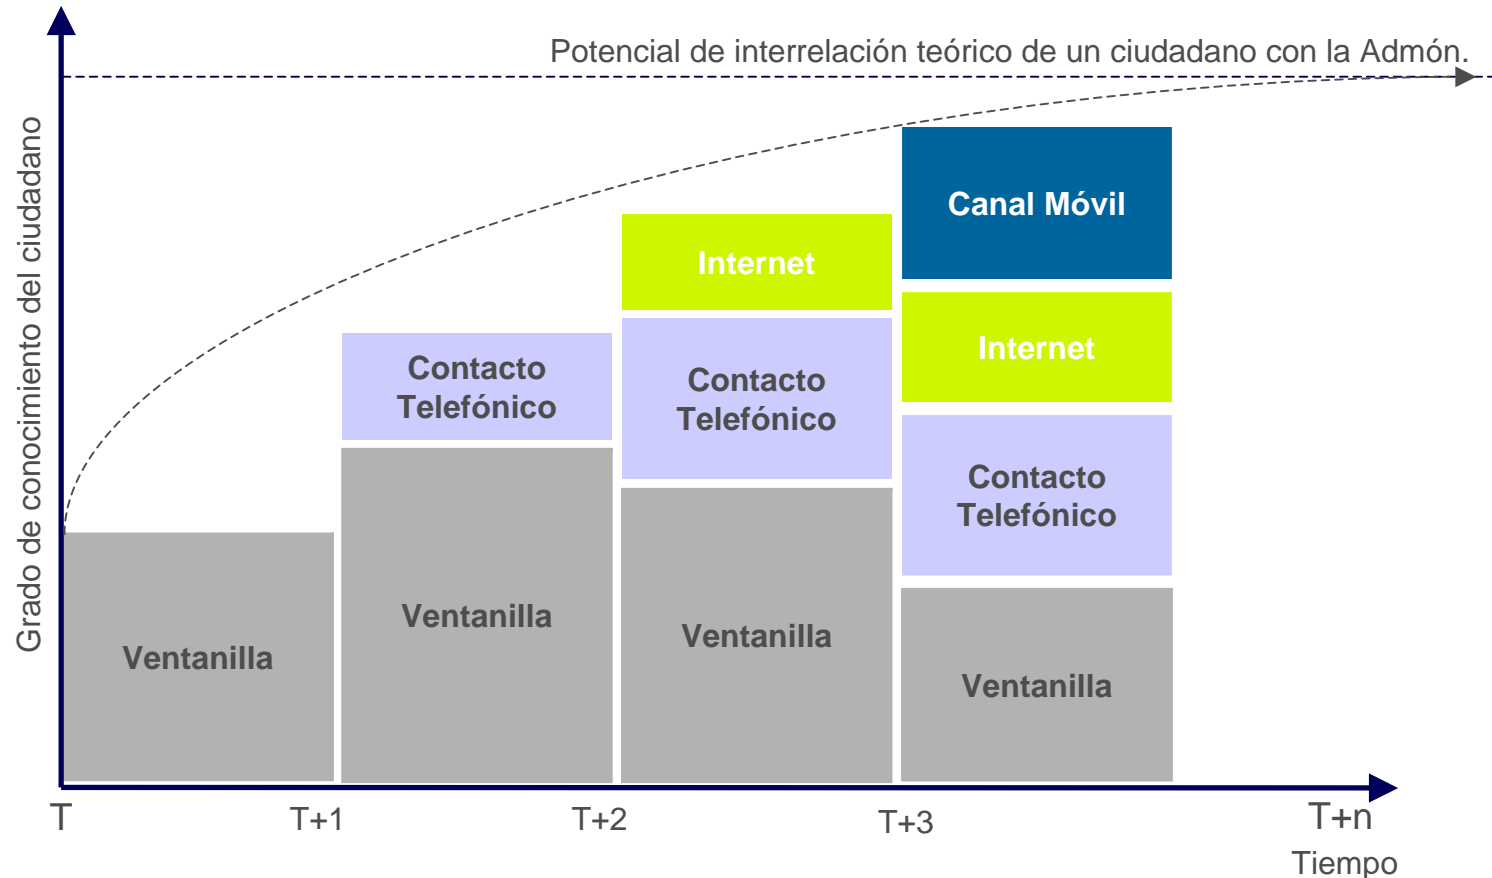 Potencial de interrelación teórico de un ciudadano con la Admón.
Grado de conocimiento del ciudadano
Canal Móvil
Internet
Internet
Contacto
Telefónico
Contacto
Telefónico
Contacto
Telefónico
Ventanilla
Ventanilla
Ventanilla
Ventanilla
T
T+1
T+2
T+3
T+n
Tiempo